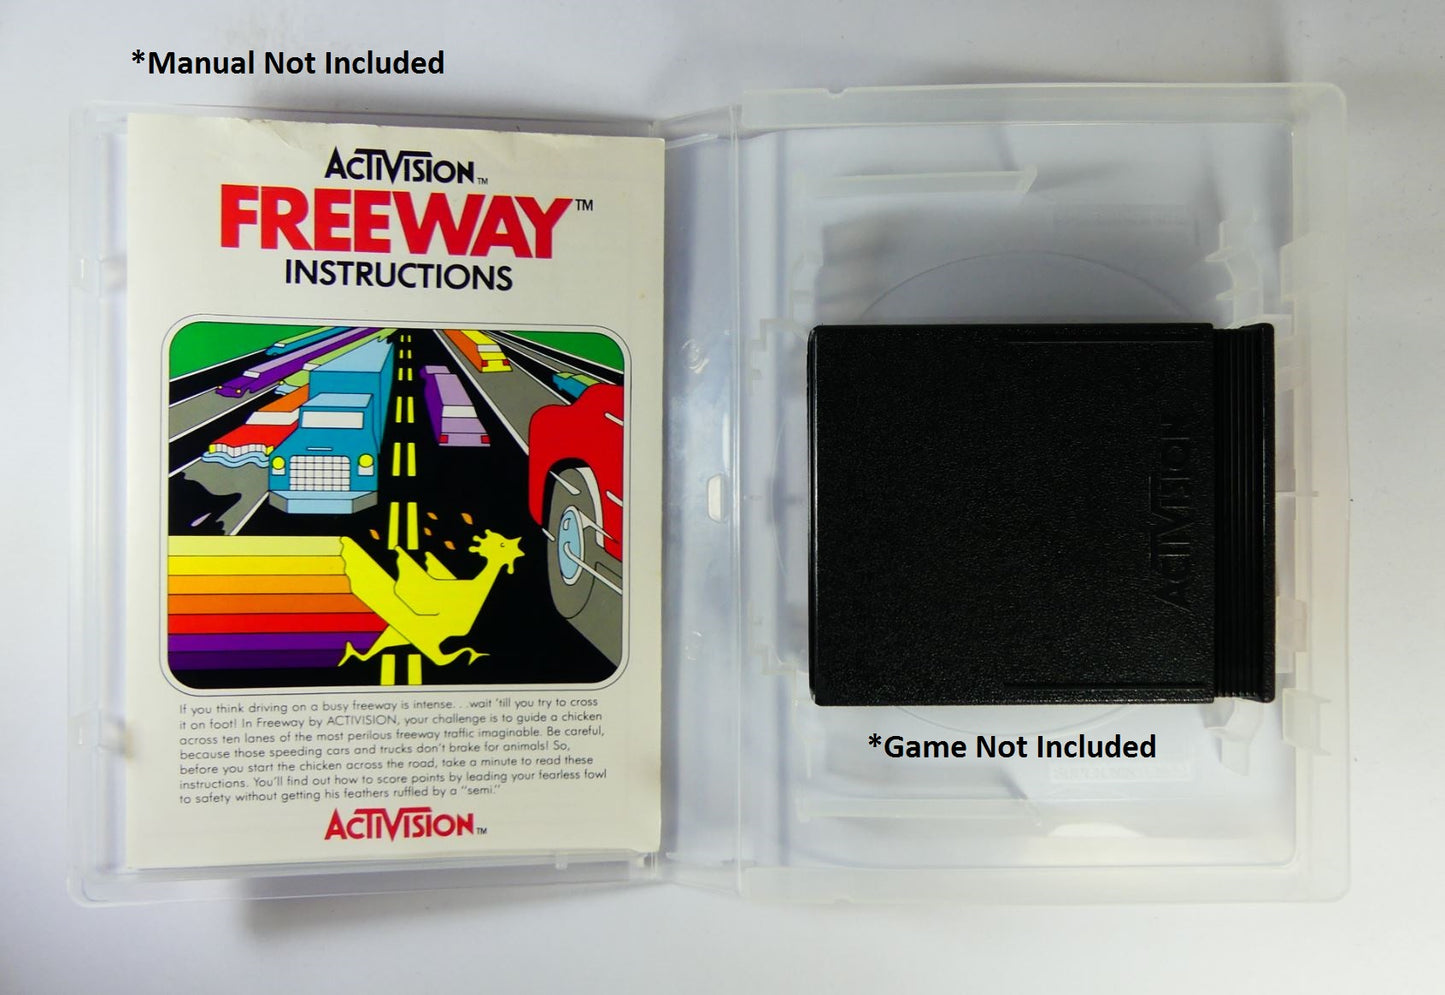 *Manual Not Included
ACTIVISION™
FREEWAY™
INSTRUCTIONS
If you think driving on a busy freeway is intense. . .wait 'till you try to cross
it on foot! In Freeway by ACTIVISION, your challenge is to guide a chicken
across ten lanes of the most perilous freeway traffic imaginable. Be careful,
because those speeding cars and trucks don't brake for animals! So,
before you start the chicken across the road, take a minute to read these
instructions. You'll find out how to score points by leading your fearless fowl
to safety without getting his feathers ruffled by a "semi."
ACTIVISION™
ACTIVISION
*Game Not Included